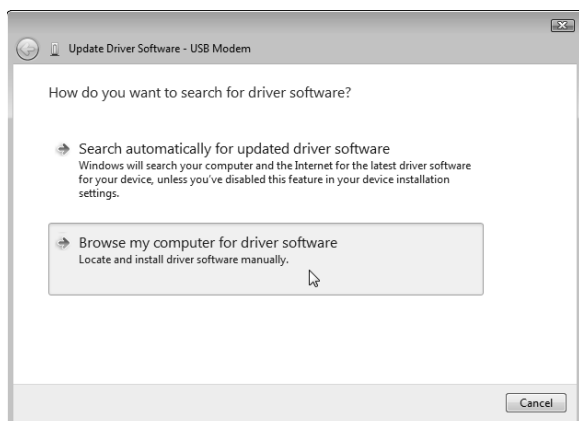 Update Driver Software - USB Modem
How do you want to search for driver software?
Search automatically for updated driver software
Windows will search your computer and the Internet for the latest driver software
for your device, unless you've disabled this feature in your device installation
settings.
Browse my computer for driver software
Locate and install driver software manually.
Cancel